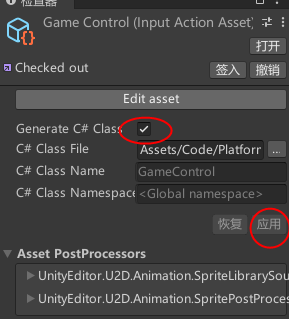 检查器
Game Control (Input Action Asset)
打开
Checked out
签入 撤销
Edit asset
Generate C# Class
C# Class File Assets/Code/Platforn ...
C# Class Name GameControl
C# Class Namespace <Global namespace>
恢复 应用
Asset PostProcessors
UnityEditor.U2D.Animation.SpriteLibrarySou
UnityEditor.U2D.Animation.SpritePostProces